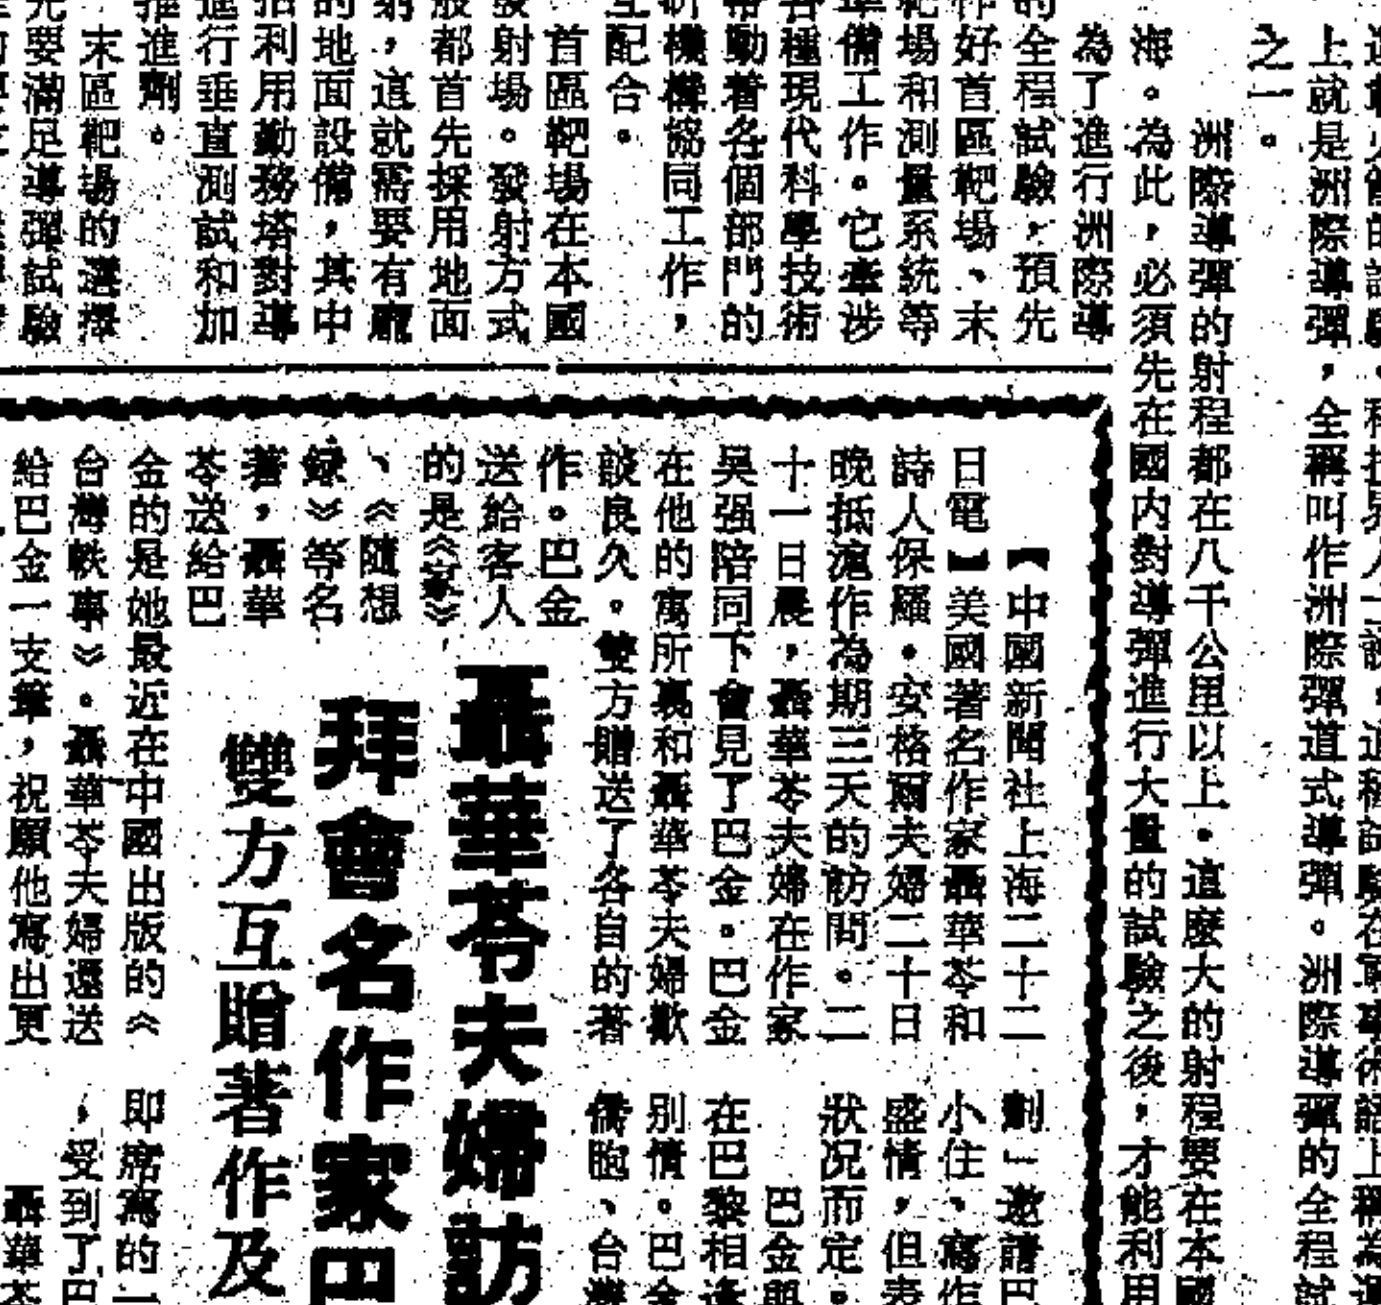 上就是洲際導彈，全稱叫作洲際彈道式導彈。洲際導彈的全程試
之一。
洲際導彈的射程都在八千公里以上。這麼大的射程要在本國
海。為此，必須先在國内對導彈進行大量的試驗之後，才能利用
為了進行洲際導
的全程試驗，預先
作好首區靶場、末
靶場和測量系統等
準備工作。它牽涉
各種現代科學技術
動着各個部門的
研機構協同工作，
互配合。
首區靶場在本國
發射場。發射方式
般都首先採用地面
射，這就需要有龐
的地面設備，其中
括利用勤務塔對導
進行垂直測試和加
推進劑。
末區靶場的選擇
先要滿足導彈試驗
聶華苓夫婦訪
拜會名作家巴
雙方互贈著作及
【中國新聞社上海二十二
日電】美國著名作家聶華苓和
詩人保羅・安格爾夫婦二十日
晚抵滬作為期三天的訪問。二
十一日晨，聶華苓夫婦在作家
吴强陪同下會見了巴金。巴金
在他的寓所裏和聶華苓夫婦歡
談良久。雙方贈送了各自的著
作。巴金
送給客人
的是《家》
、《隨想
録》等名
著，聶華
苓送給巴
金的是她最近在中國出版的《
台灣軼事》。聶華苓夫婦還送
給巴金一支筆，祝願他寫出更
劃」邀請巴
小住、寫作
盛情，但表
狀況而定。
巴金與
在巴黎相逢
別情。巴金
僑胞、台灣
即席寫的一
，受到了巴
聶華苓